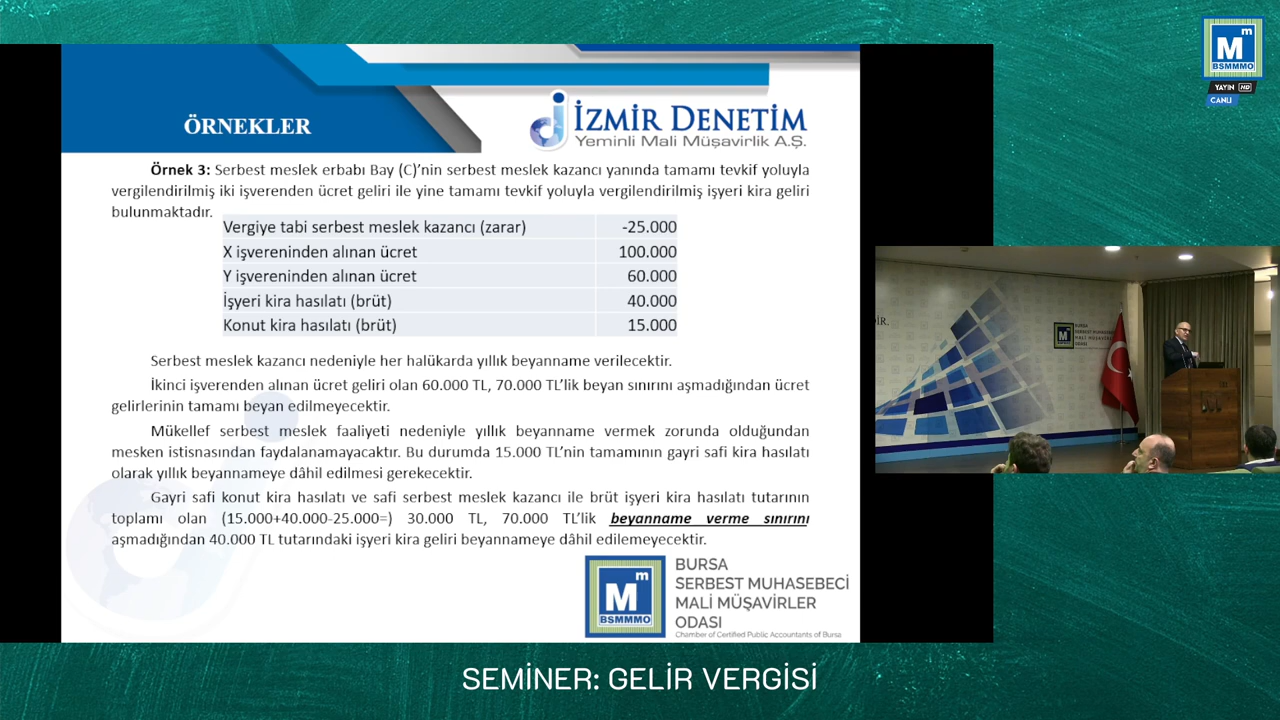 M m
BSMMMO
YAYIN HD
CANLI
ÖRNEKLER
İZMİR DENETİM
Yeminli Mali Müşavirlik A.Ş.
Örnek 3: Serbest meslek erbabı Bay (C)'nin serbest meslek kazancı yanında tamamı tevkif yoluyla
vergilendirilmiş iki işverenden ücret geliri ile yine tamamı tevkif yoluyla vergilendirilmiş işyeri kira geliri
bulunmaktadır.
Vergiye tabi serbest meslek kazancı (zarar) -25.000
X işvereninden alınan ücret 100.000
Y işvereninden alınan ücret 60.000
İşyeri kira hasılatı (brüt) 40.000
Konut kira hasılatı (brüt) 15.000
Serbest meslek kazancı nedeniyle her halükarda yıllık beyanname verilecektir.
İkinci işverenden alınan ücret geliri olan 60.000 TL, 70.000 TL'lik beyan sınırını aşmadığından ücret
gelirlerinin tamamı beyan edilmeyecektir.
Mükellef serbest meslek faaliyeti nedeniyle yıllık beyanname vermek zorunda olduğundan
mesken istisnasından faydalanamayacaktır. Bu durumda 15.000 TL'nin tamamının gayri safi kira hasılatı
olarak yıllık beyannameye dâhil edilmesi gerekecektir.
Gayri safi konut kira hasılatı ve safi serbest meslek kazancı ile brüt işyeri kira hasılatı tutarının
toplamı olan (15.000+40.000-25.000=) 30.000 TL, 70.000 TL'lik beyanname verme sınırını
aşmadığından 40.000 TL tutarındaki işyeri kira geliri beyannameye dâhil edilemeyecektir.
M m
BSMMMO
BURSA
SERBEST MUHASEBECİ
MALİ MÜŞAVİRLER
ODASI
Chamber of Certified Public Accountants of Bursa
BURSA
SERBEST MUHASEBECİ
MALİ MÜŞAVİRLER
ODASI
SEMİNER: GELİR VERGİSİ